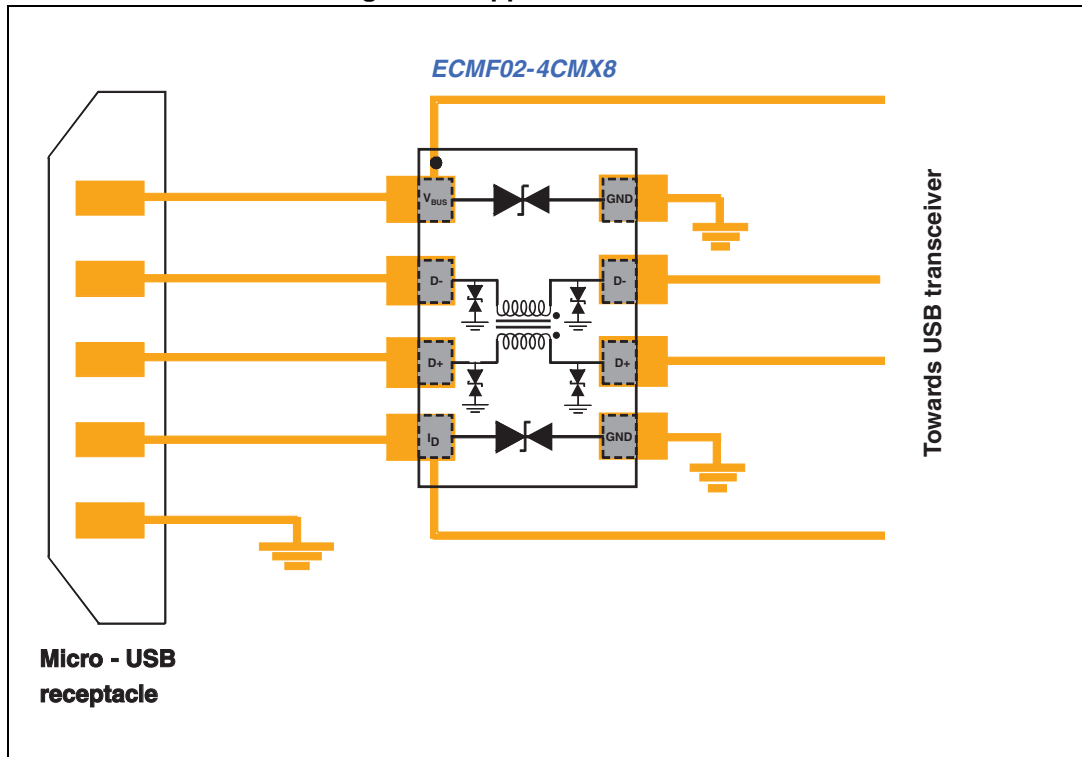 ECMF02-4CMX8
VBUS
GND
D-
D-
D+
D+
ID
GND
Towards USB transceiver
Micro - USB
receptacle